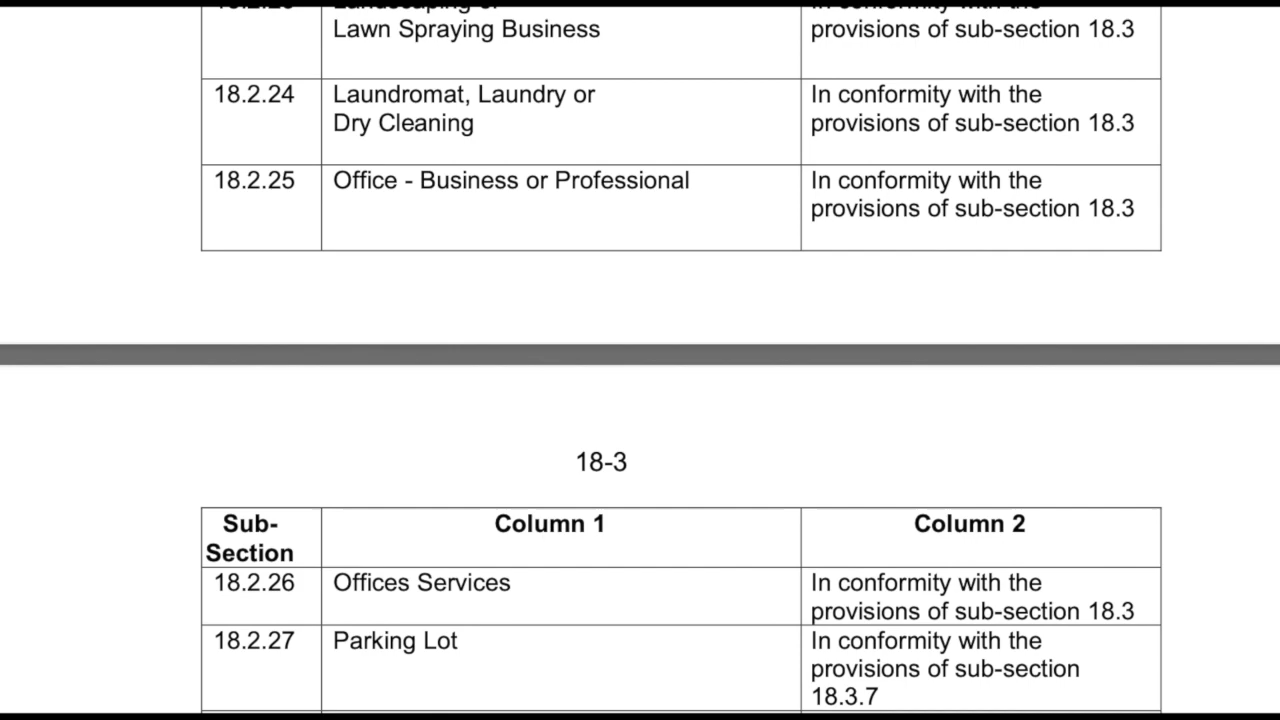 Lawn Spraying Business
provisions of sub-section 18.3
18.2.24
Laundromat, Laundry or
Dry Cleaning
In conformity with the
provisions of sub-section 18.3
18.2.25
Office - Business or Professional
In conformity with the
provisions of sub-section 18.3
18-3
Sub-
Section
Column 1
Column 2
18.2.26
Offices Services
In conformity with the
provisions of sub-section 18.3
18.2.27
Parking Lot
In conformity with the
provisions of sub-section
18.3.7